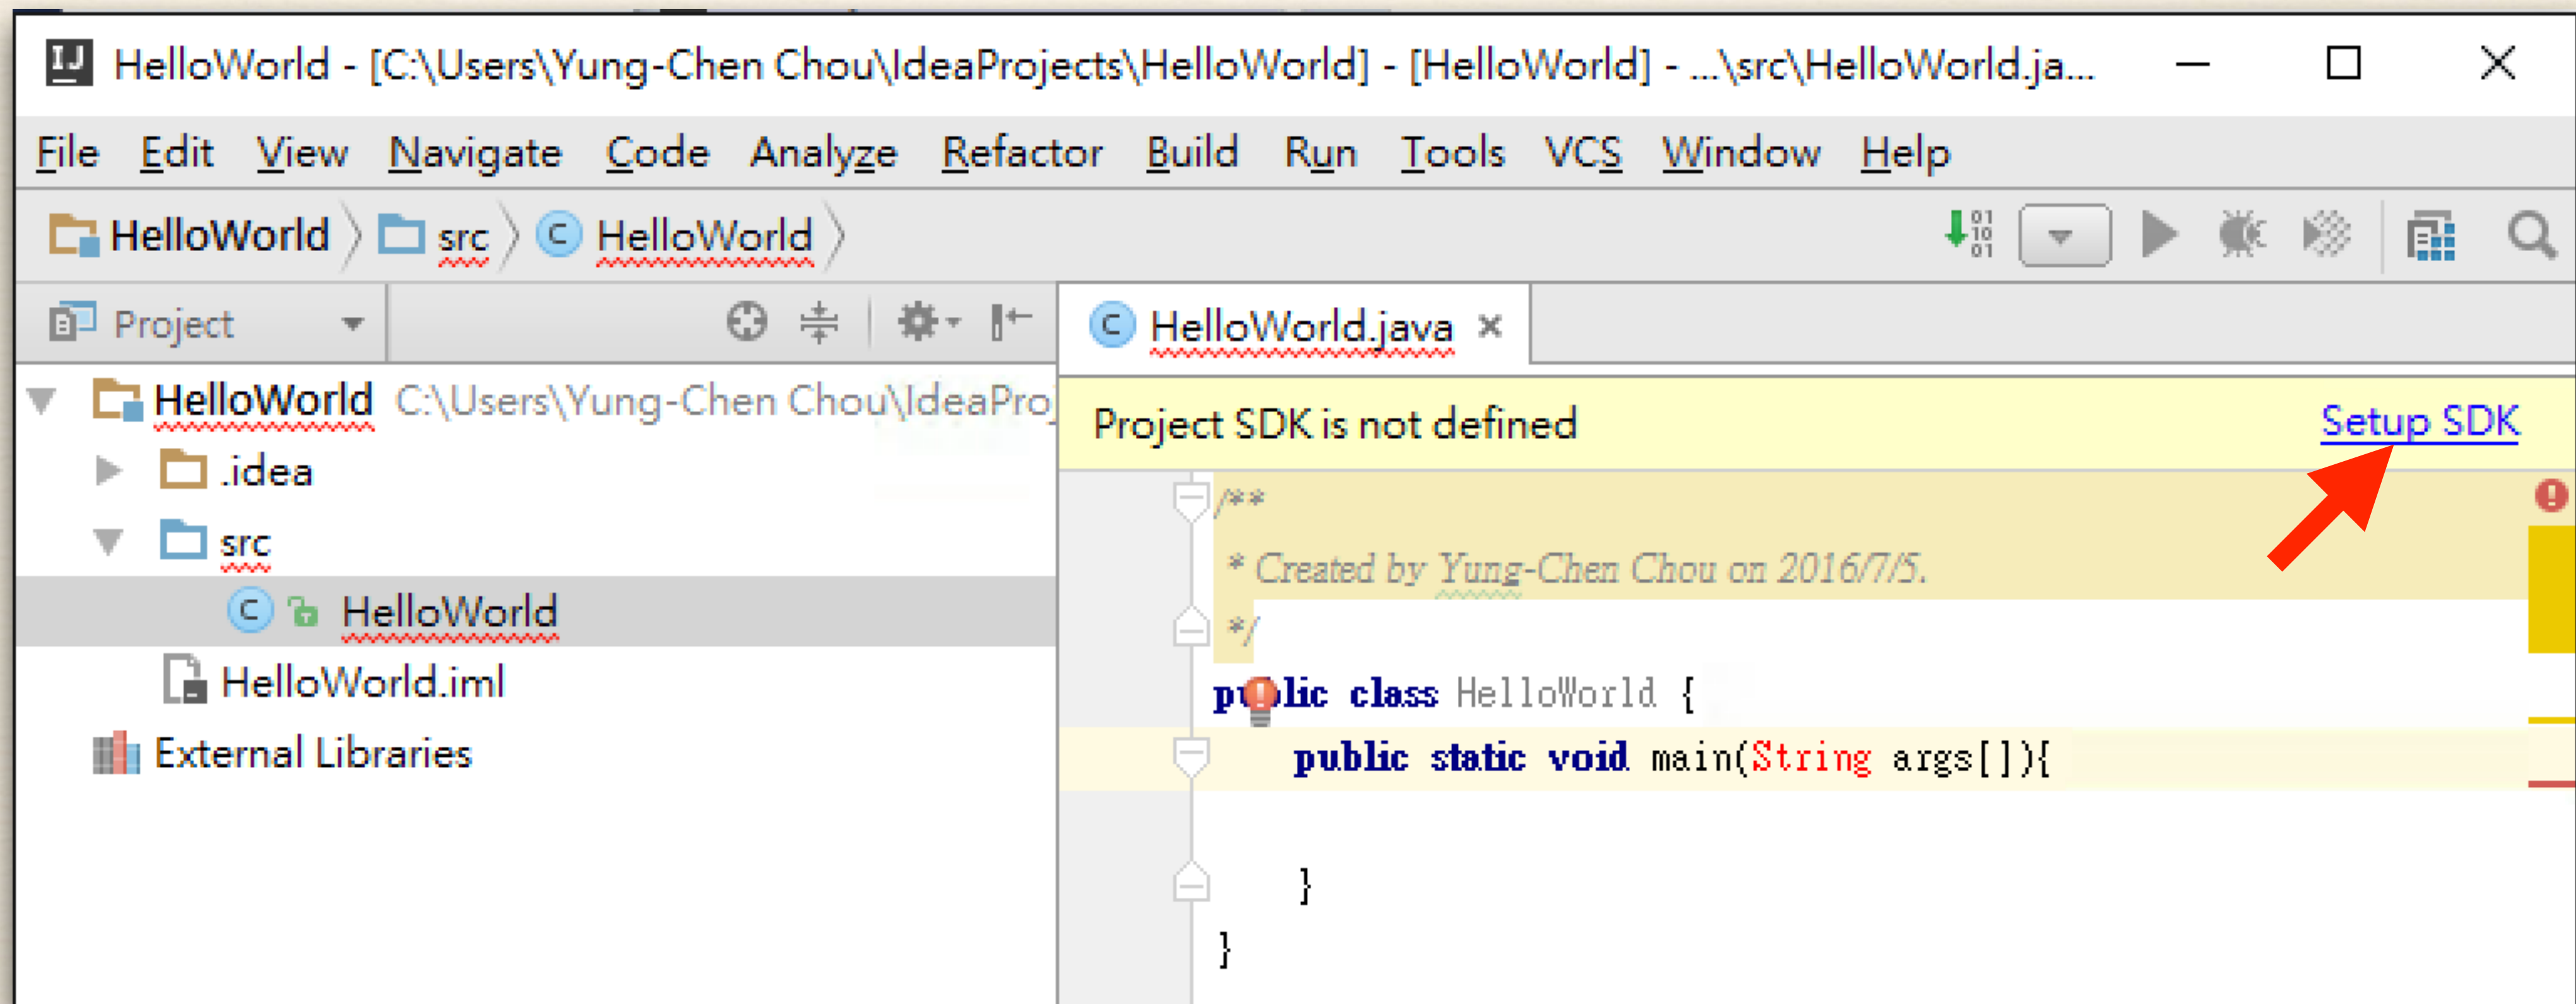 HelloWorld - [C:\Users\Yung-Chen Chou\IdeaProjects\HelloWorld] - [HelloWorld] - ...\src\HelloWorld.ja...
File Edit View Navigate Code Analyze Refactor Build Run Tools VCS Window Help
HelloWorld src HelloWorld
Project
HelloWorld.java
HelloWorld C:\Users\Yung-Chen Chou\IdeaPro
.idea
src
HelloWorld
HelloWorld.iml
External Libraries
Project SDK is not defined Setup SDK
/**
* Created by Yung-Chen Chou on 2016/7/5.
*/
public class HelloWorld {
public static void main(String args[]){
}
}